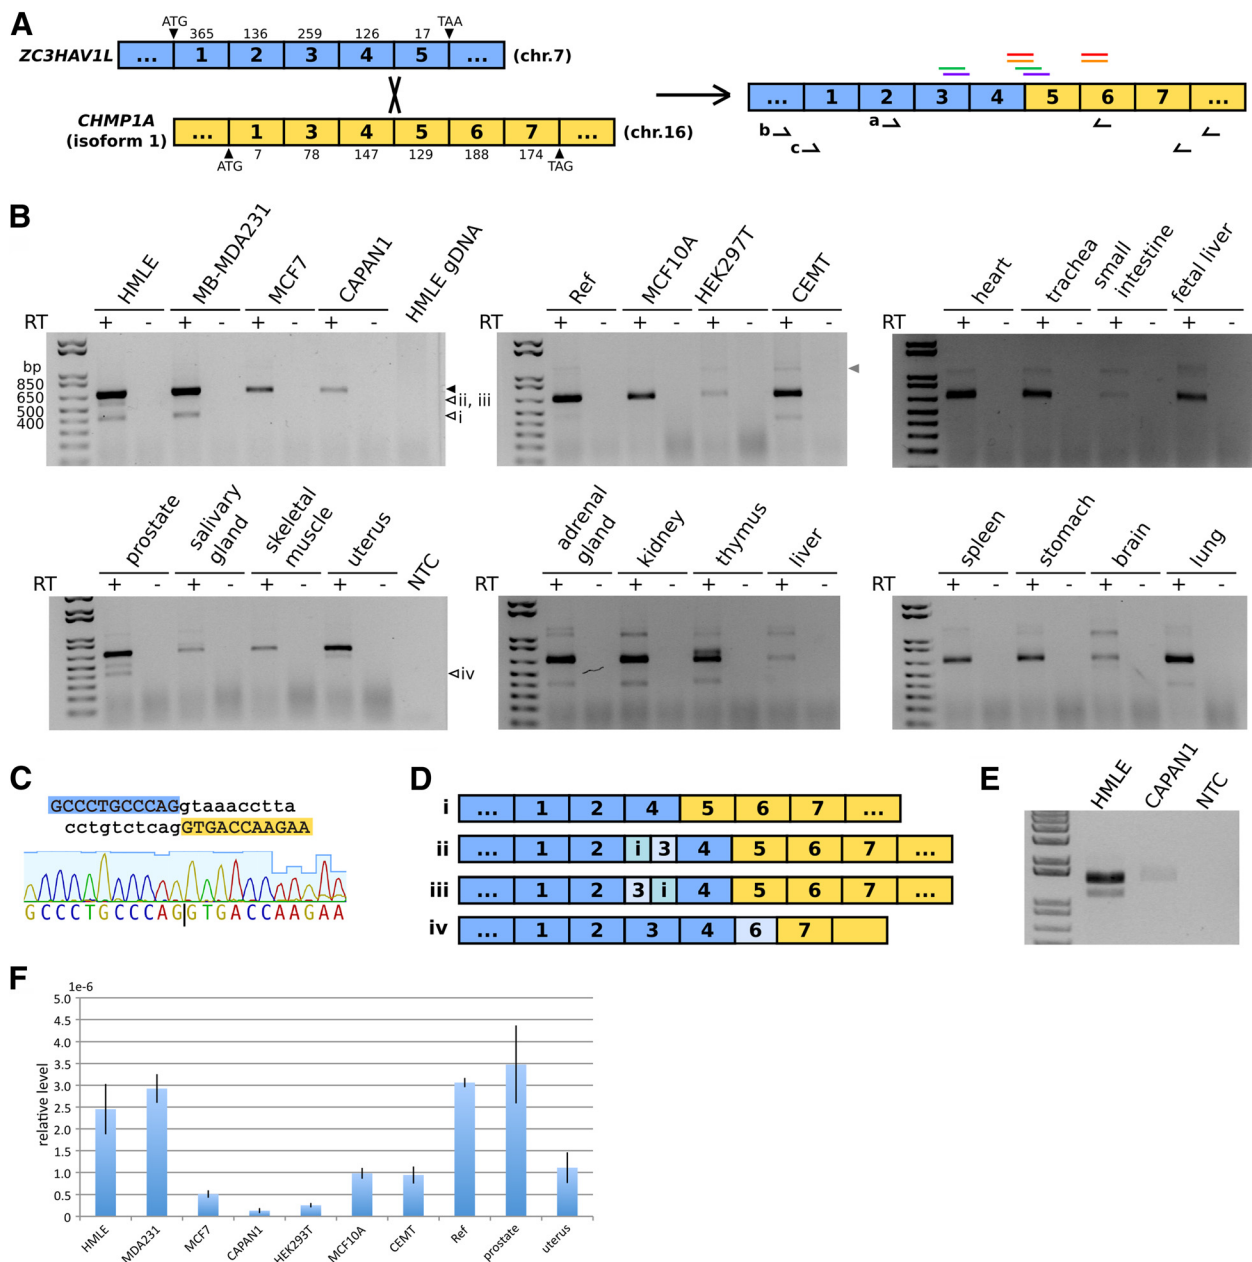 A
ATG 365 136 259 126 17 TAA
ZC3HAV1L ... 1 2 3 4 5 ... (chr.7)
CHMP1A
(isoform 1) ... 1 3 4 5 6 7 ... (chr.16)
ATG 7 78 147 129 188 174 TAG
... 1 2 3 4 5 6 7 ...
b a
c
B
HMLE MB-MDA231 MCF7 CAPAN1 HMLE gDNA
RT + - + - + - + -
bp
850
650
500
400
ii, iii
i
Ref MCF10A HEK297T CEMT
RT + - + - + - + -
heart trachea small intestine fetal liver
RT + - + - + - + -
prostate salivary gland skeletal muscle uterus NTC
RT + - + - + - + -
iv
adrenal gland kidney thymus liver
RT + - + - + - + -
spleen stomach brain lung
RT + - + - + - + -
C
GCCCTGCCCAGgtaaacctta
cctgtctcagGTGACCAAGAA
GCCCTGCCCAGGTGACCAAGAA
D
i ... 1 2 4 5 6 7 ...
ii ... 1 2 i 3 4 5 6 7 ...
iii ... 1 2 3 i 4 5 6 7 ...
iv ... 1 2 3 4 6 7
E
HMLE CAPAN1 NTC
F
1e-6
5.0
4.5
4.0
3.5
3.0
2.5
2.0
1.5
1.0
0.5
0
relative level
HMLE MDA231 MCF7 CAPAN1 HEK293T MCF10A CEMT Ref prostate uterus